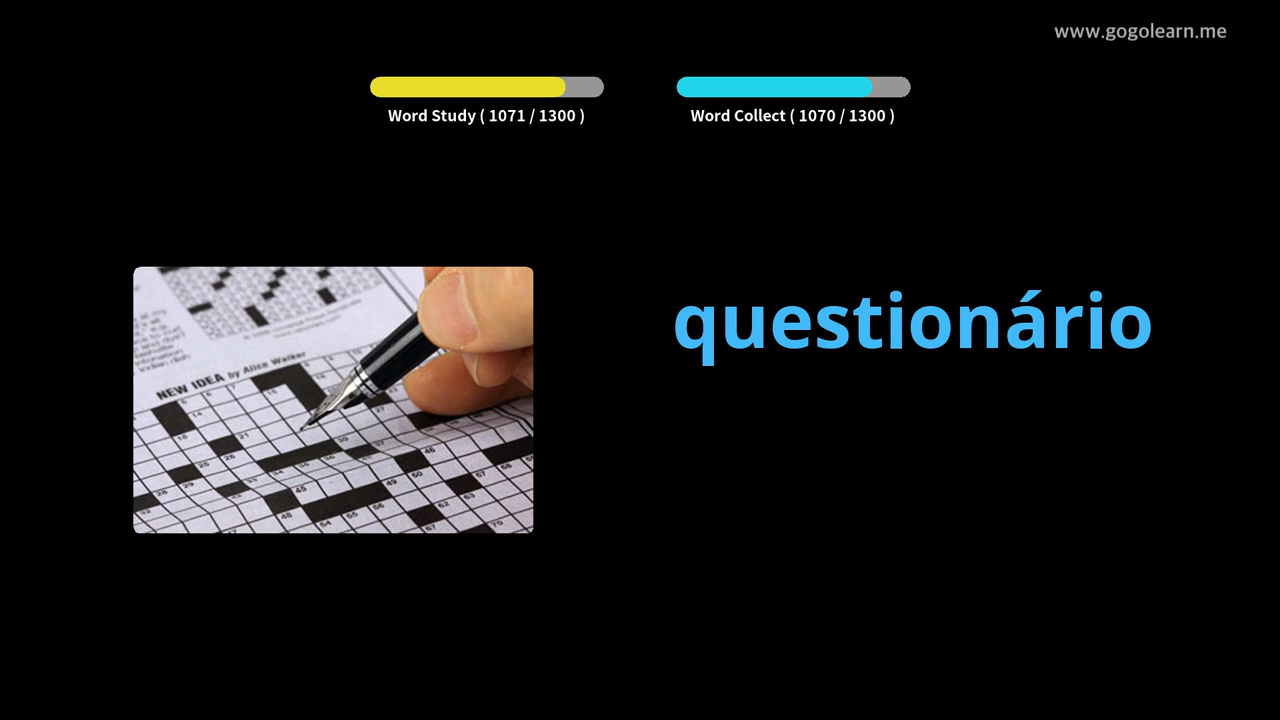 www.gogolearn.me
Word Study ( 1071 / 1300 )
Word Collect ( 1070 / 1300 )
questionário
NEW IDEA by Alice Walker